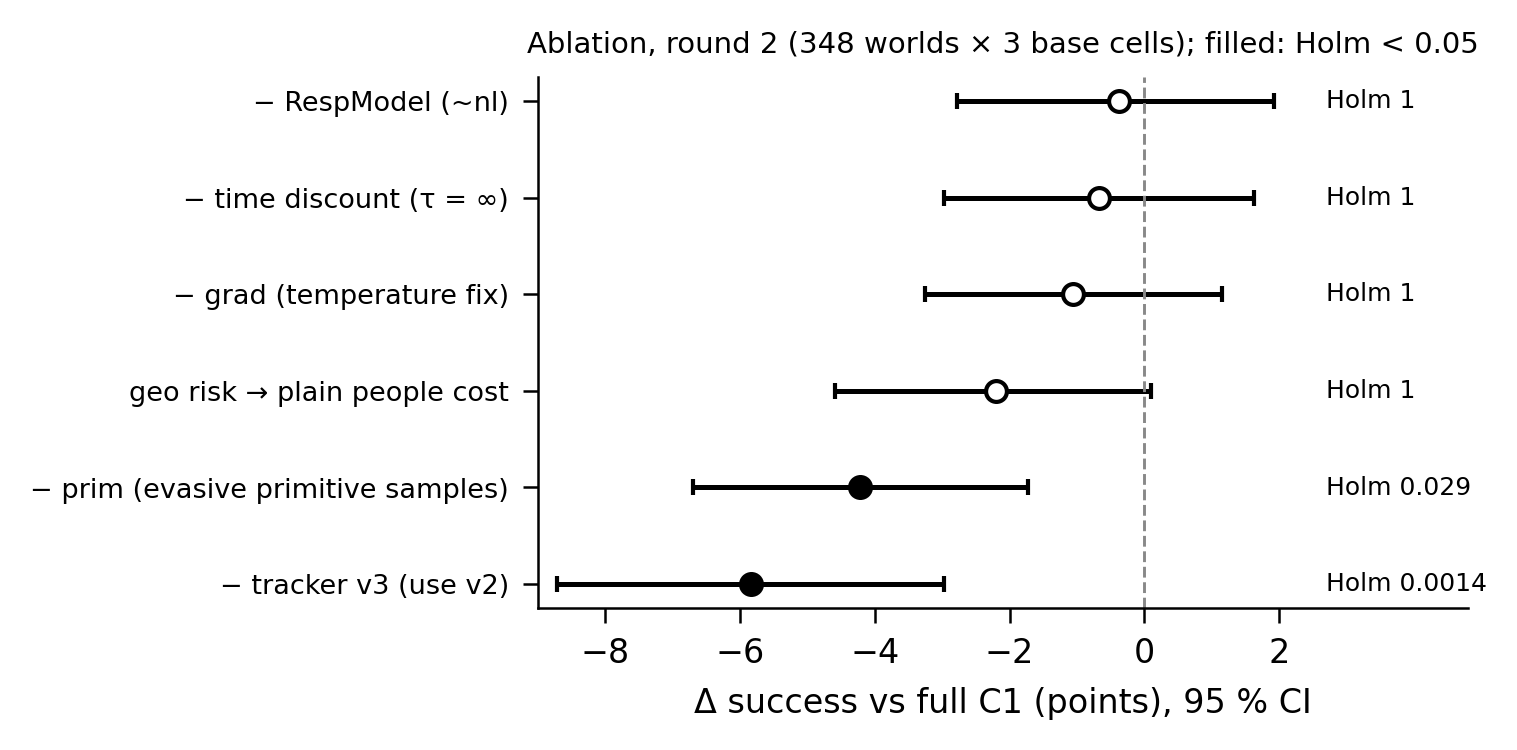 Ablation, round 2 (348 worlds × 3 base cells); filled: Holm < 0.05
− RespModel (~nl)
Holm 1
− time discount (τ = ∞)
Holm 1
− grad (temperature fix)
Holm 1
geo risk → plain people cost
Holm 1
− prim (evasive primitive samples)
Holm 0.029
− tracker v3 (use v2)
Holm 0.0014
−8 −6 −4 −2 0 2
Δ success vs full C1 (points), 95 % CI